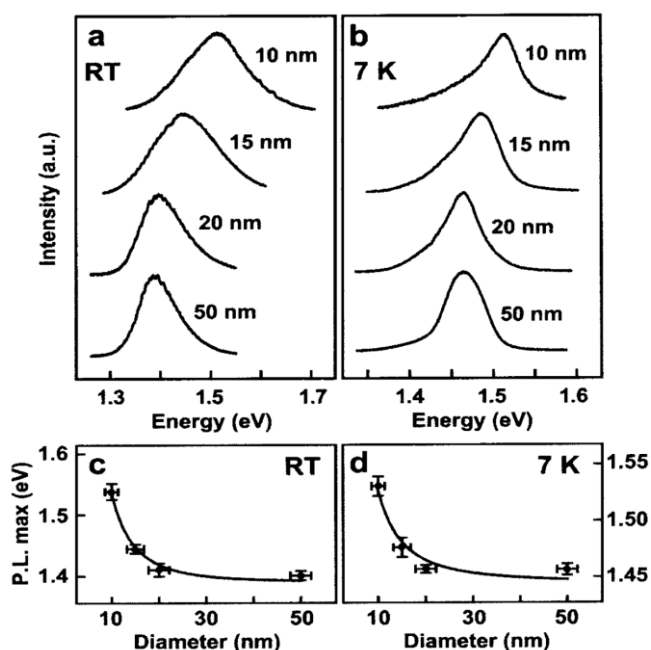 a
RT
10 nm
15 nm
20 nm
50 nm
Intensity (a.u.)
1.3 1.5 1.7
Energy (eV)
b
7 K
10 nm
15 nm
20 nm
50 nm
1.4 1.5 1.6
Energy (eV)
c
RT
P.L. max (eV)
1.6
1.5
1.4
10 30 50
Diameter (nm)
d
7 K
1.55
1.50
1.45
10 30 50
Diameter (nm)